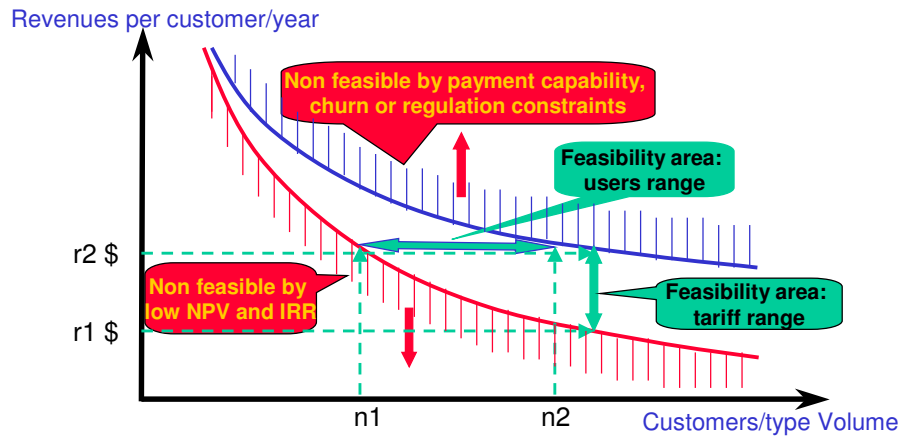 Revenues per customer/year
Non feasible by payment capability,
churn or regulation constraints
Feasibility area:
users range
r2 $
Non feasible by
low NPV and IRR
Feasibility area:
tariff range
r1 $
n1
n2
Customers/type Volume